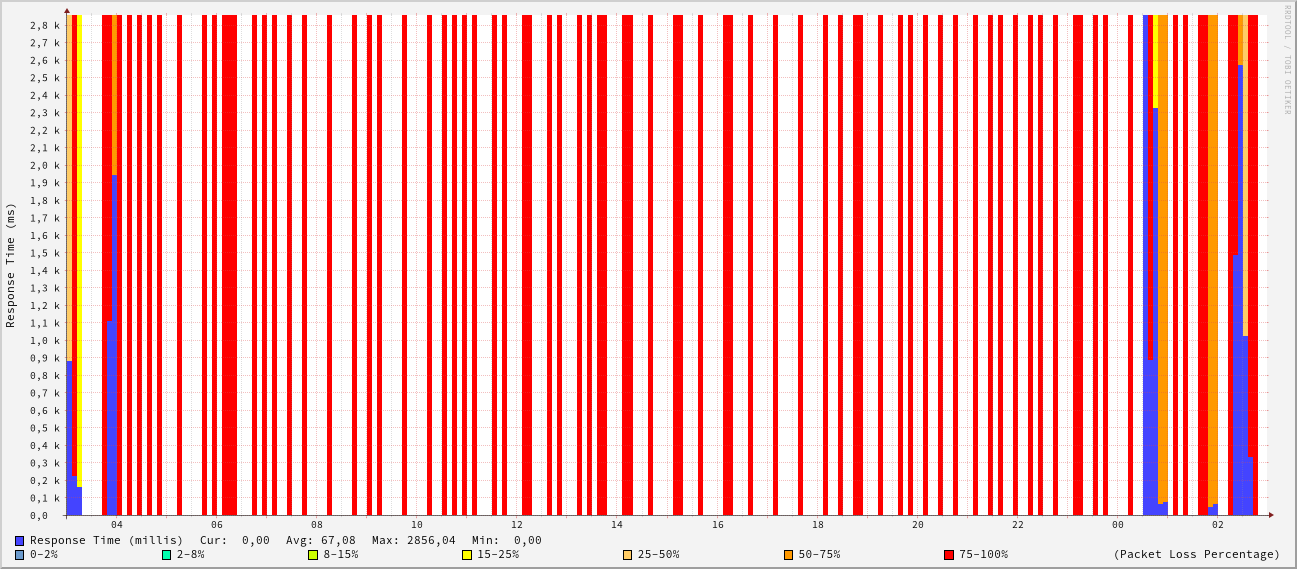 2,8 k
2,7 k
2,6 k
2,5 k
2,4 k
2,3 k
2,2 k
2,1 k
2,0 k
1,9 k
1,8 k
1,7 k
1,6 k
1,5 k
1,4 k
1,3 k
1,2 k
1,1 k
1,0 k
0,9 k
0,8 k
0,7 k
0,6 k
0,5 k
0,4 k
0,3 k
0,2 k
0,1 k
0,0
Response Time (ms)
RRDTOOL / TOBI OETIKER
04 06 08 10 12 14 16 18 20 22 00 02
Response Time (millis) Cur: 0,00 Avg: 67,08 Max: 2856,04 Min: 0,00
0-2% 2-8% 8-15% 15-25% 25-50% 50-75% 75-100% (Packet Loss Percentage)